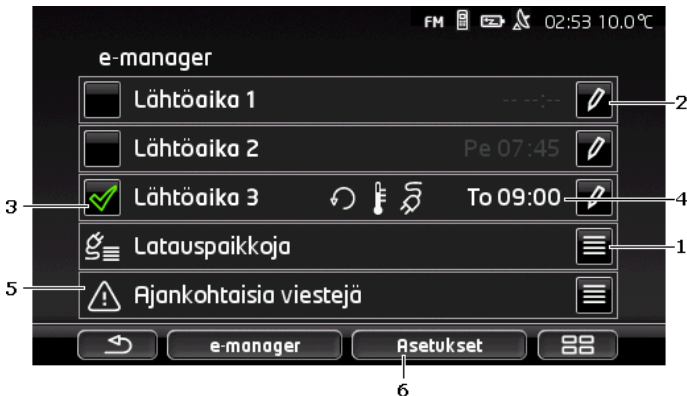 FM 02:53 10.0°C
e-manager
Lähtöaika 1 -- --:-- 2
Lähtöaika 2 Pe 07:45
3 Lähtöaika 3 To 09:00 4
Latauspaikkoja 1
5 Ajankohtaisia viestejä
e-manager Asetukset
6